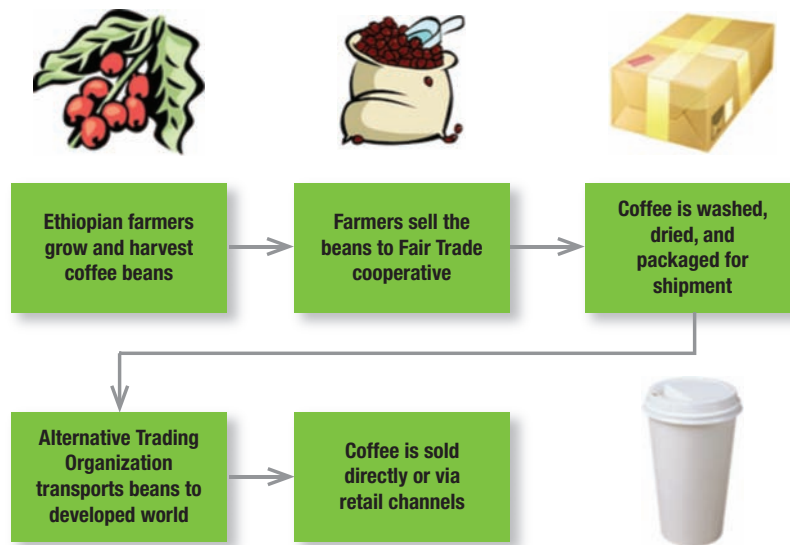 Ethiopian farmers
grow and harvest
coffee beans
Farmers sell the
beans to Fair Trade
cooperative
Coffee is washed,
dried, and
packaged for
shipment
Alternative Trading
Organization
transports beans to
developed world
Coffee is sold
directly or via
retail channels